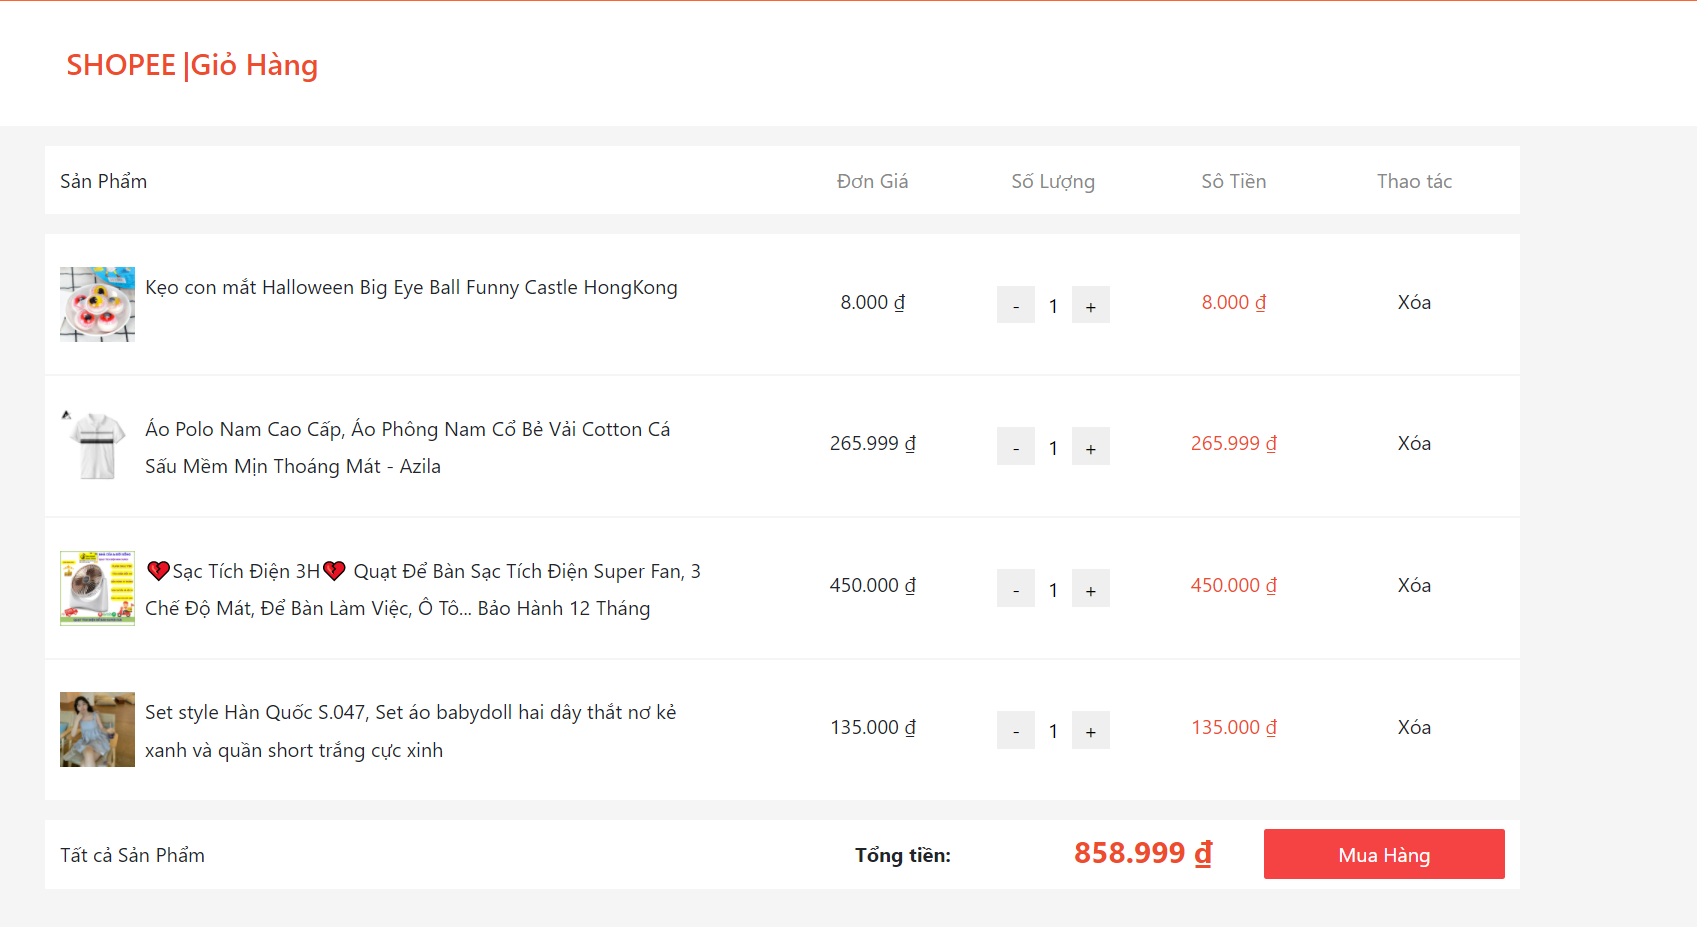 SHOPEE |Giỏ Hàng
Sản Phẩm Đơn Giá Số Lượng Sô Tiền Thao tác
Kẹo con mắt Halloween Big Eye Ball Funny Castle HongKong
8.000 ₫ - 1 + 8.000 ₫ Xóa
Áo Polo Nam Cao Cấp, Áo Phông Nam Cổ Bẻ Vải Cotton Cá
Sấu Mềm Mịn Thoáng Mát - Azila
265.999 ₫ - 1 + 265.999 ₫ Xóa
💔Sạc Tích Điện 3H💔 Quạt Để Bàn Sạc Tích Điện Super Fan, 3
Chế Độ Mát, Để Bàn Làm Việc, Ô Tô... Bảo Hành 12 Tháng
450.000 ₫ - 1 + 450.000 ₫ Xóa
Set style Hàn Quốc S.047, Set áo babydoll hai dây thắt nơ kẻ
xanh và quần short trắng cực xinh
135.000 ₫ - 1 + 135.000 ₫ Xóa
Tất cả Sản Phẩm Tổng tiền: 858.999 ₫ Mua Hàng